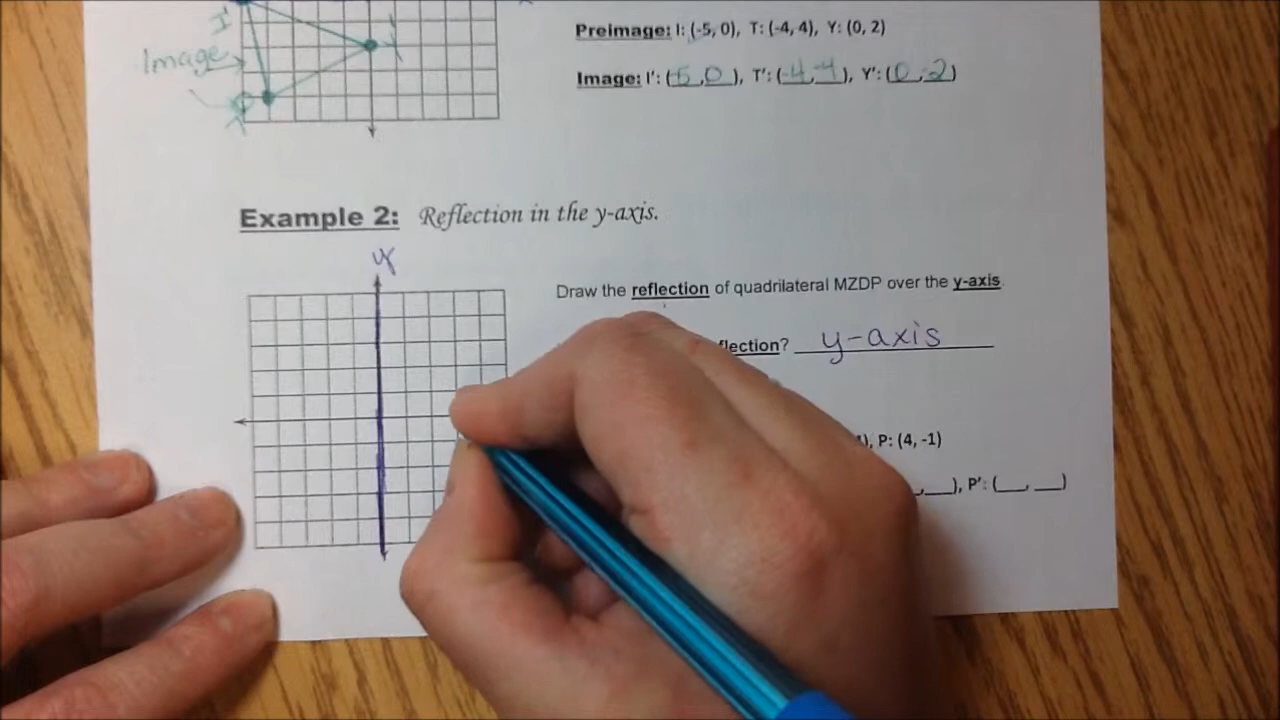 Preimage: I: (-5, 0), T: (-4, 4), Y: (0, 2)
I'
Image
Image: I': (-5,0), T': (-4,-4), Y': (0,-2)
Example 2: Reflection in the y-axis.
y
Draw the reflection of quadrilateral MZDP over the y-axis.
flection? y-axis
), P: (4, -1)
,___), P': (___, ___)